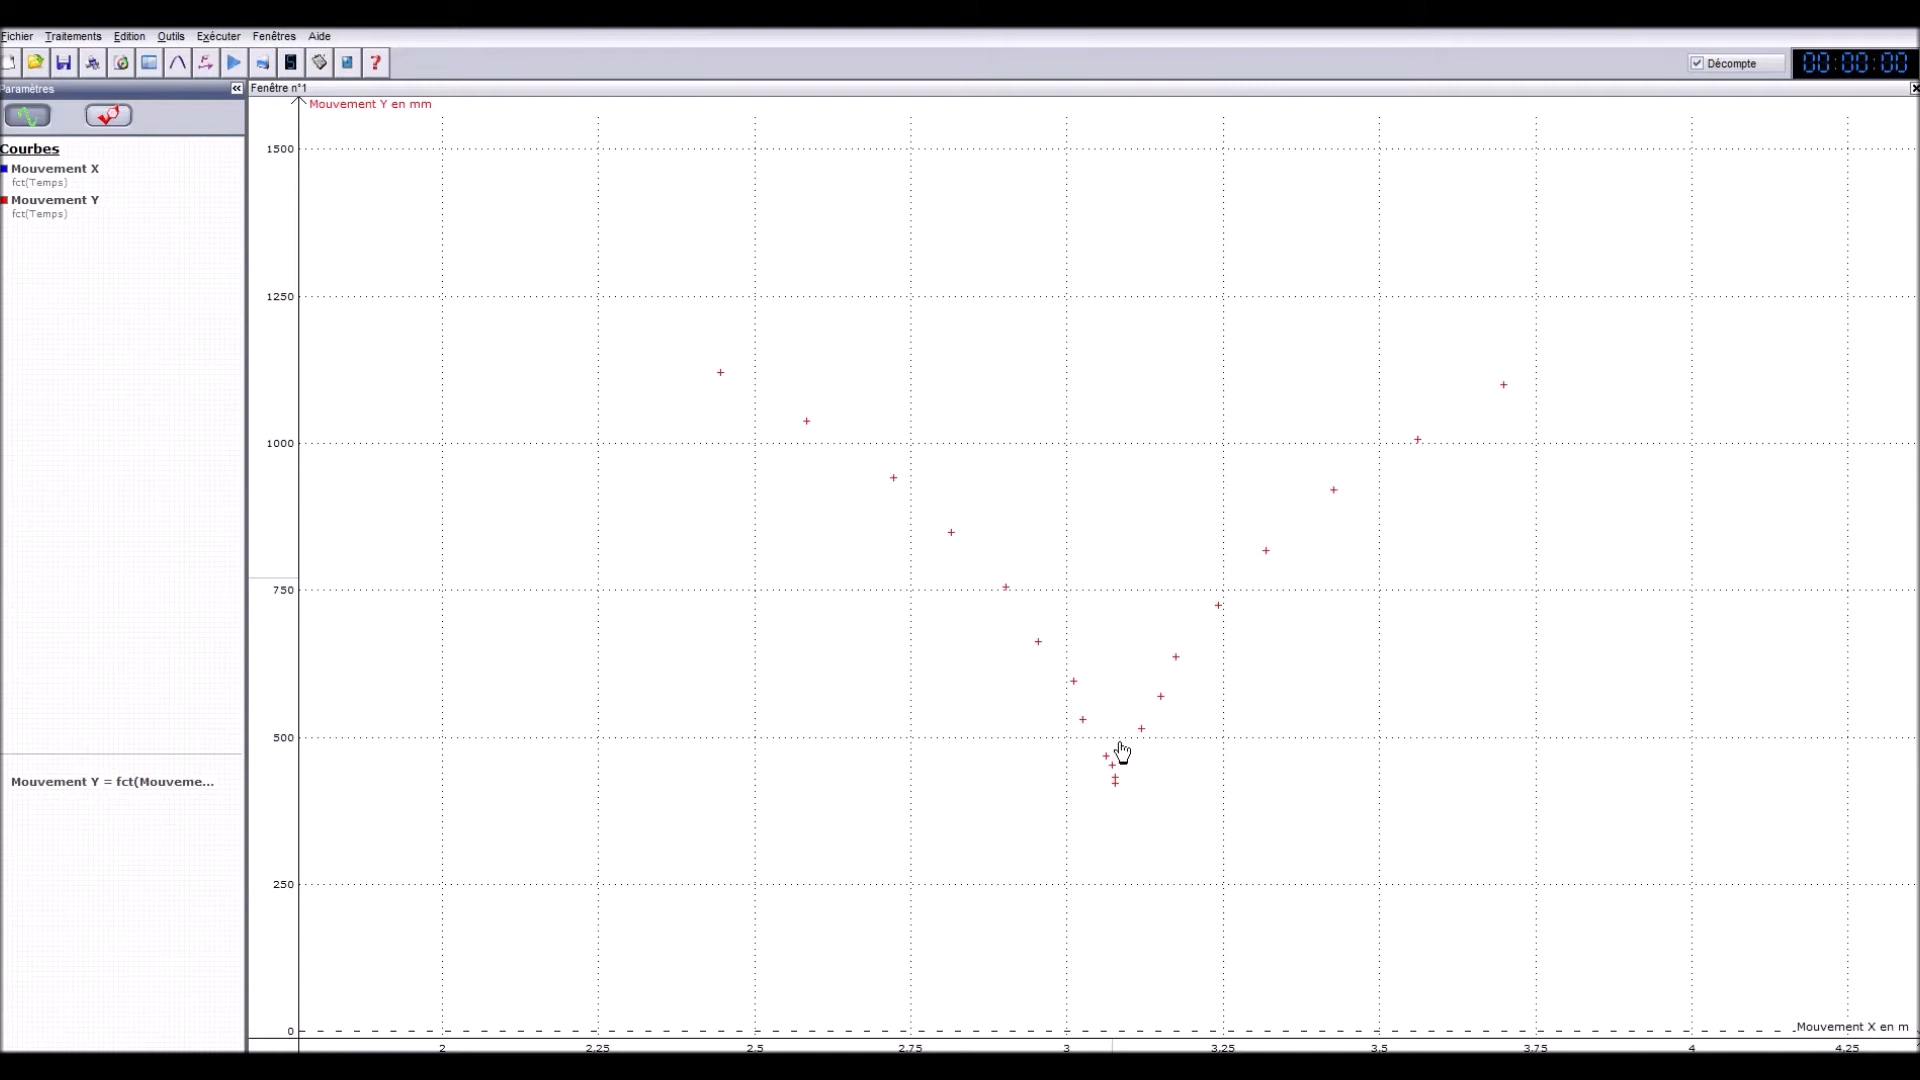 Fichier Traitements Edition Outils Exécuter Fenêtres Aide
Décompte 00:00:00
Paramètres
Fenêtre n°1
Mouvement Y en mm
Courbes
Mouvement X
fct(Temps)
Mouvement Y
fct(Temps)
Mouvement Y = fct(Mouveme...
1500
1250
1000
750
500
250
0
Mouvement X en m
2 2,25 2,5 2,75 3 3,25 3,5 3,75 4 4,25